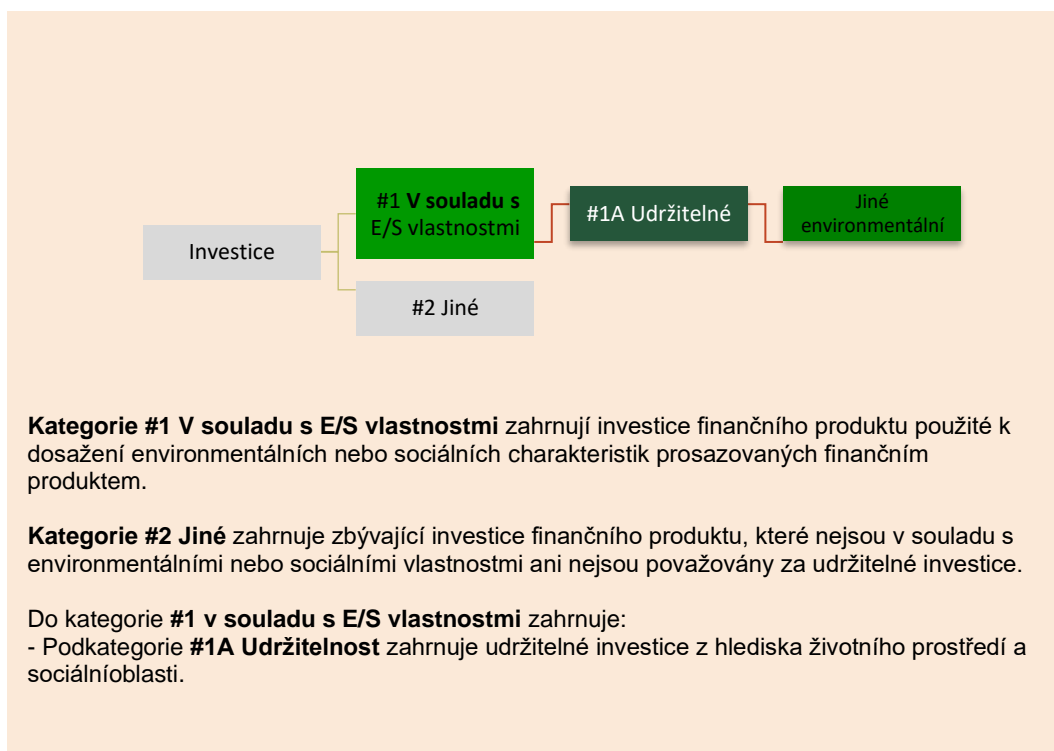 #1 V souladu s
E/S vlastnostmi
#1A Udržitelné
Jiné
environmentální
Investice
#2 Jiné
Kategorie #1 V souladu s E/S vlastnostmi zahrnují investice finančního produktu použité k
dosažení environmentálních nebo sociálních charakteristik prosazovaných finančním
produktem.
Kategorie #2 Jiné zahrnuje zbývající investice finančního produktu, které nejsou v souladu s
environmentálními nebo sociálními vlastnostmi ani nejsou považovány za udržitelné investice.
Do kategorie #1 v souladu s E/S vlastnostmi zahrnuje:
- Podkategorie #1A Udržitelnost zahrnuje udržitelné investice z hlediska životního prostředí a
sociálníoblasti.